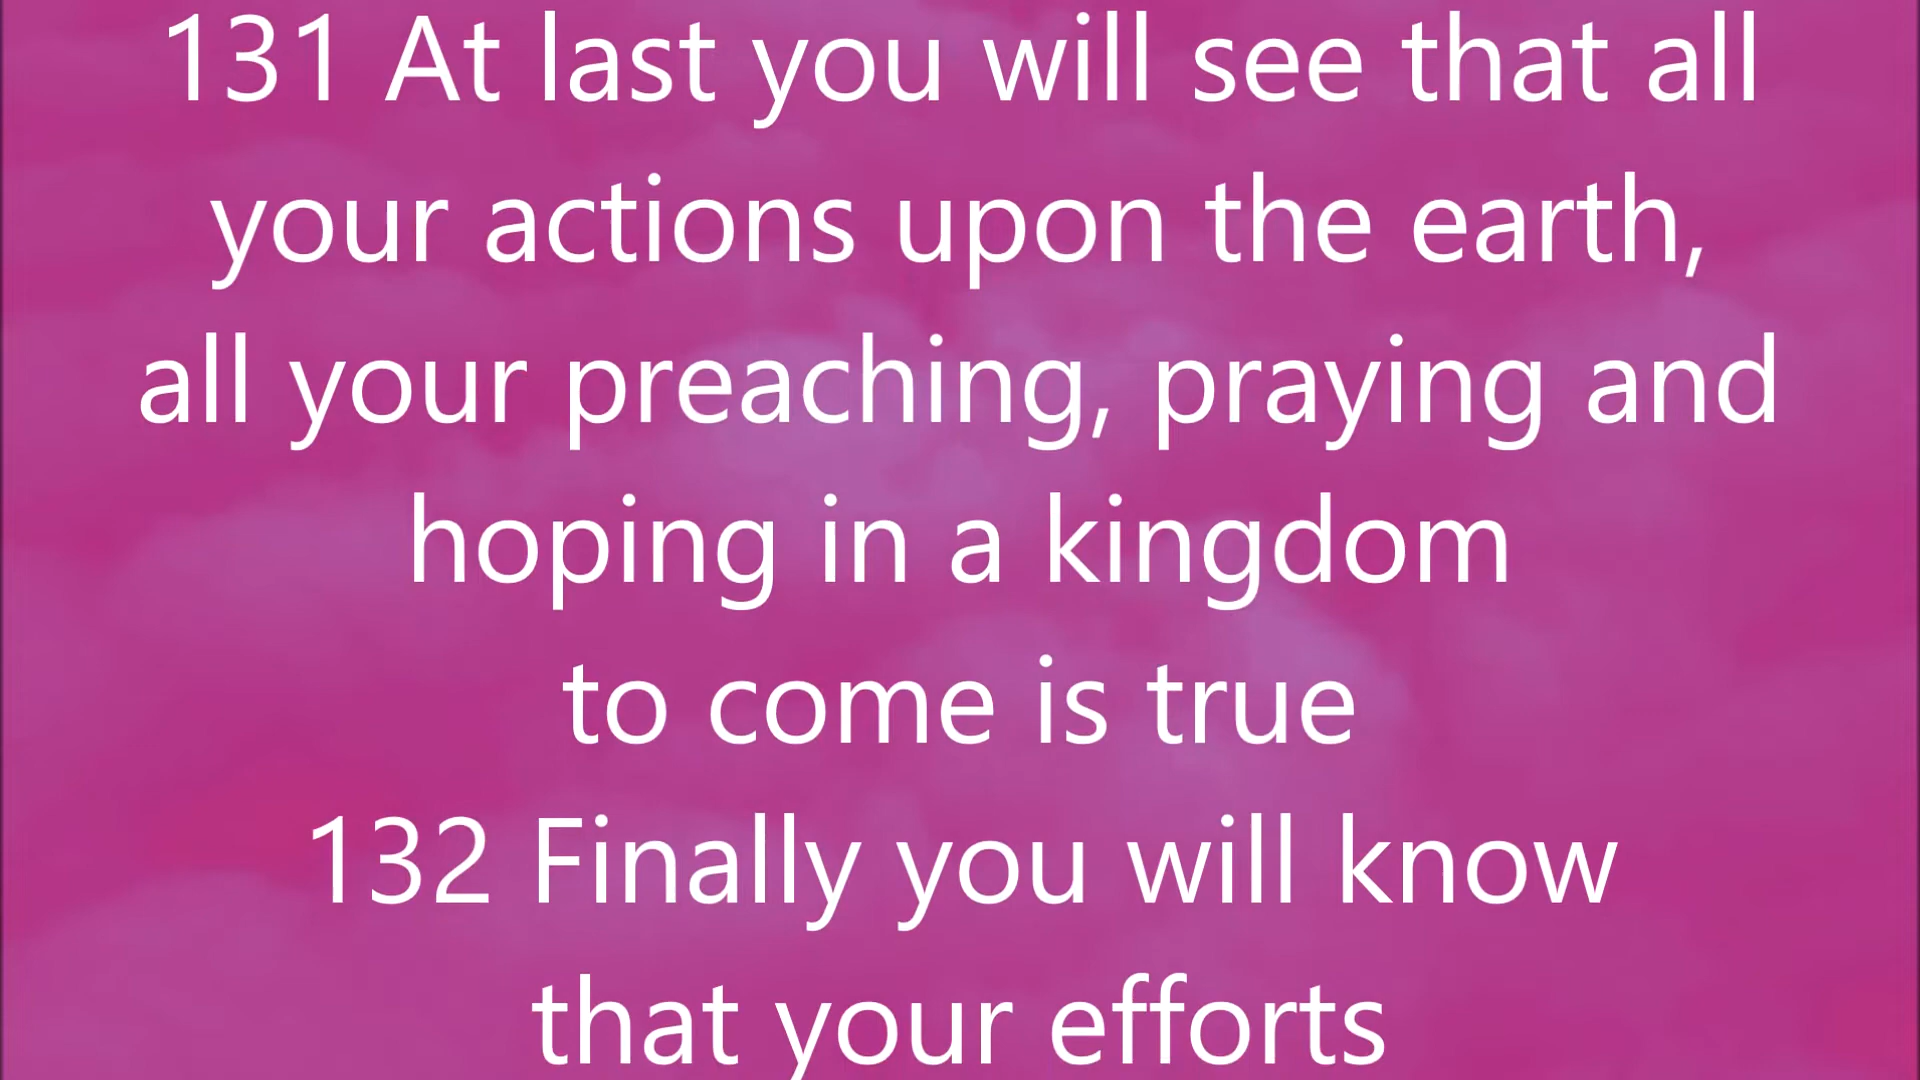 131 At last you will see that all
your actions upon the earth,
all your preaching, praying and
hoping in a kingdom
to come is true
132 Finally you will know
that your efforts